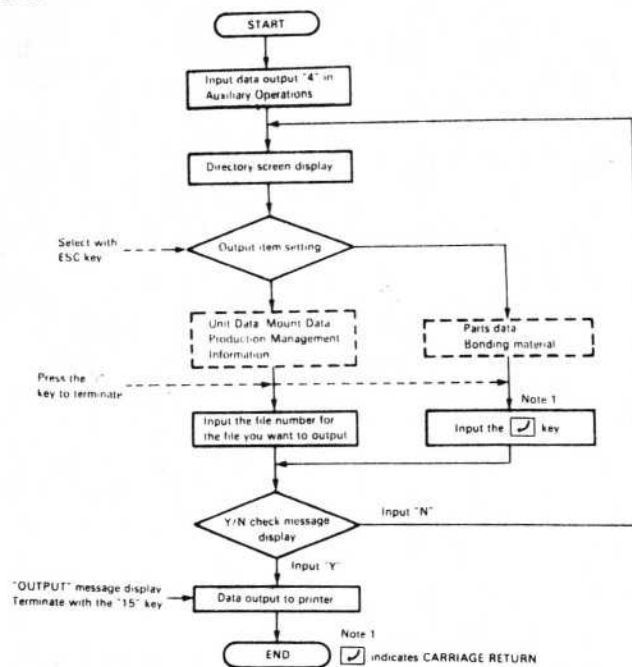 START
Input data output "4" in
Auxiliary Operations
Directory screen display
Select with
ESC key
Output item setting
Unit Data Mount Data
Production Management
Information
Parts data
Bonding material
Press the
key to terminate
Note 1
Input the file number for
the file you want to output
Input the ↲ key
Y/N check message
display
Input "N"
Input "Y"
"OUTPUT" message display
Terminate with the "15" key
Data output to printer
END
Note 1
↲ indicates CARRIAGE RETURN